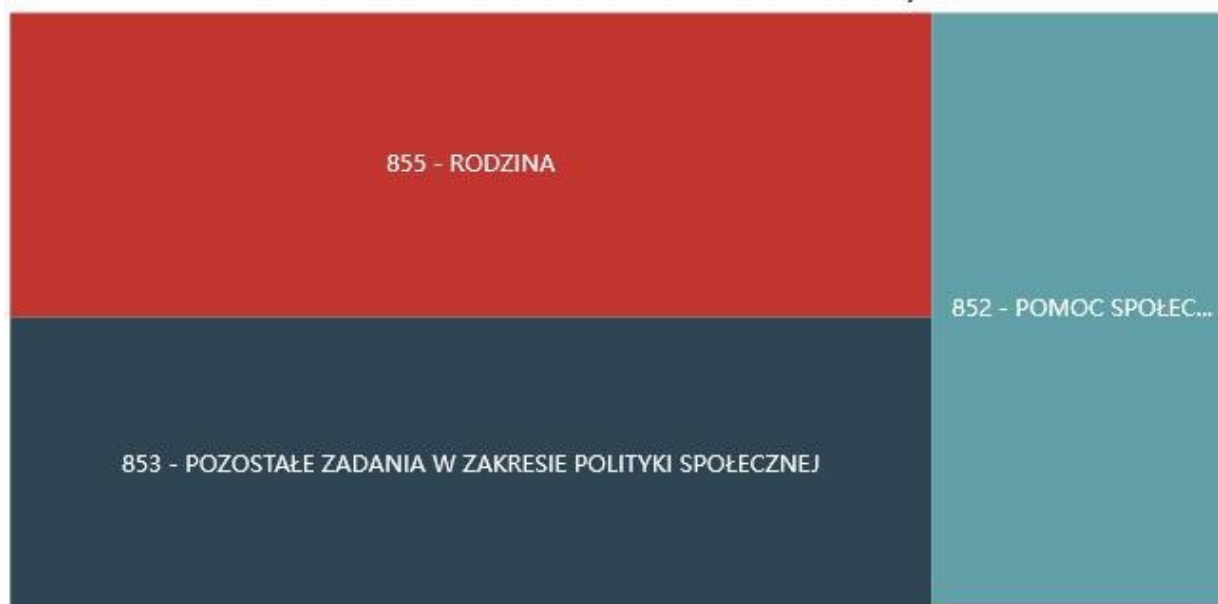 855 - RODZINA
852 - POMOC SPOŁEC...
853 - POZOSTAŁE ZADANIA W ZAKRESIE POLITYKI SPOŁECZNEJ